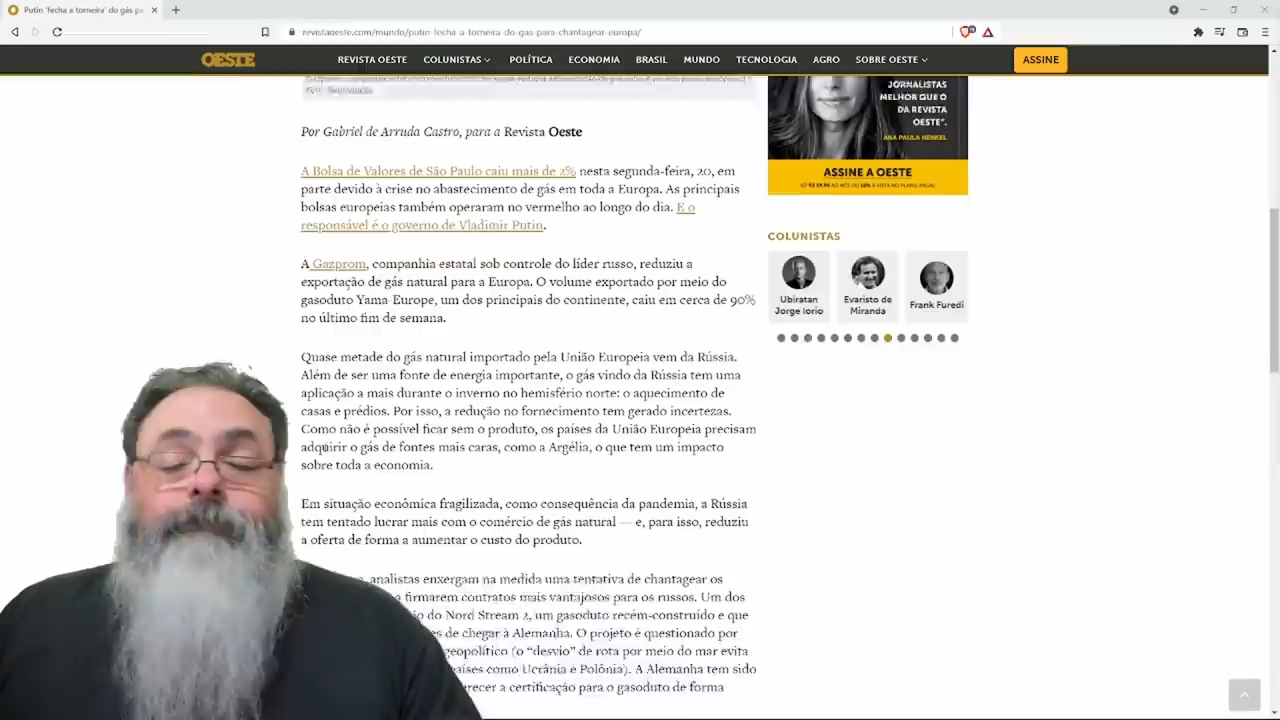 Putin 'fecha a torneira' do gás pa
revistaoeste.com/mundo/putin-fecha-a-torneira-do-gas-para-chantagear-europa/
OESTE
REVISTA OESTE
COLUNISTAS
POLÍTICA
ECONOMIA
BRASIL
MUNDO
TECNOLOGIA
AGRO
SOBRE OESTE
ASSINE
Por Gabriel de Arruda Castro, para a Revista Oeste
A Bolsa de Valores de São Paulo caiu mais de 2% nesta segunda-feira, 20, em
parte devido à crise no abastecimento de gás em toda a Europa. As principais
bolsas europeias também operaram no vermelho ao longo do dia. E o
responsável é o governo de Vladimir Putin.
A Gazprom, companhia estatal sob controle do líder russo, reduziu a
exportação de gás natural para a Europa. O volume exportado por meio do
gasoduto Yama-Europe, um dos principais do continente, caiu em cerca de 90%
no último fim de semana.
Quase metade do gás natural importado pela União Europeia vem da Rússia.
Além de ser uma fonte de energia importante, o gás vindo da Rússia tem uma
aplicação a mais durante o inverno no hemisfério norte: o aquecimento de
casas e prédios. Por isso, a redução no fornecimento tem gerado incertezas.
Como não é possível ficar sem o produto, os países da União Europeia precisam
adquirir o gás de fontes mais caras, como a Argélia, o que tem um impacto
sobre toda a economia.
Em situação econômica fragilizada, como consequência da pandemia, a Rússia
tem tentado lucrar mais com o comércio de gás natural — e, para isso, reduziu
a oferta de forma a aumentar o custo do produto.
analistas enxergam na medida uma tentativa de chantagear os
a firmarem contratos mais vantajosos para os russos. Um dos
do Nord Stream 2, um gasoduto recém-construído e que
de chegar à Alemanha. O projeto é questionado por
geopolítico (o “desvio” de rota por meio do mar evita
países como Ucrânia e Polônia). A Alemanha tem sido
a certificação para o gasoduto de forma
JORNALISTAS
MELHOR QUE O
DA REVISTA
OESTE".
ANA PAULA HENKEL
ASSINE A OESTE
COLUNISTAS
Ubiratan
Jorge Iorio
Evaristo de
Miranda
Frank Furedi